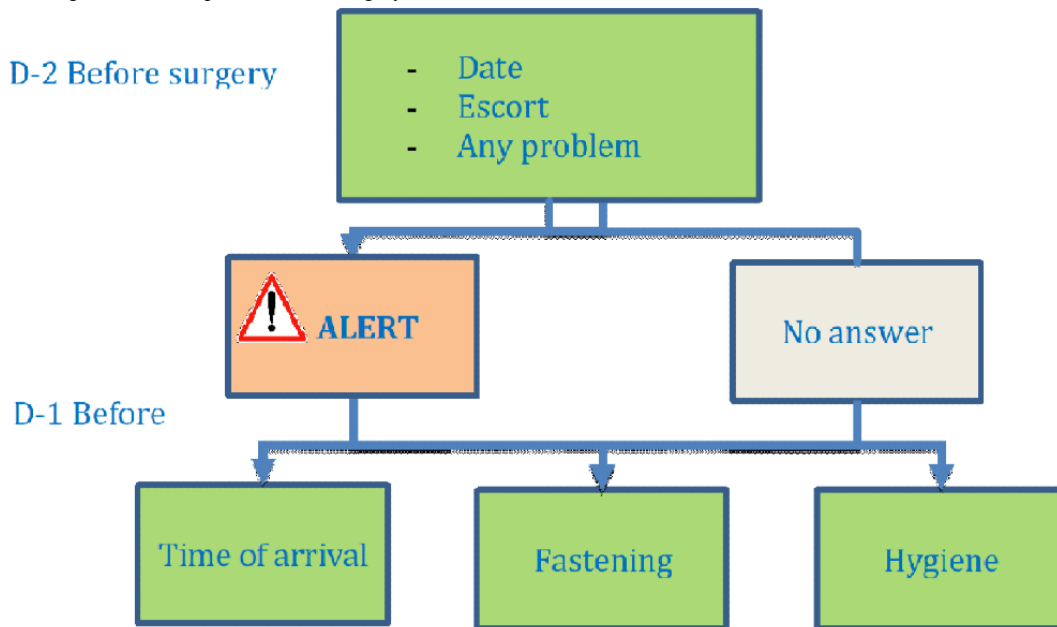 D-2 Before surgery
- Date
- Escort
- Any problem
ALERT
No answer
D-1 Before
Time of arrival
Fastening
Hygiene